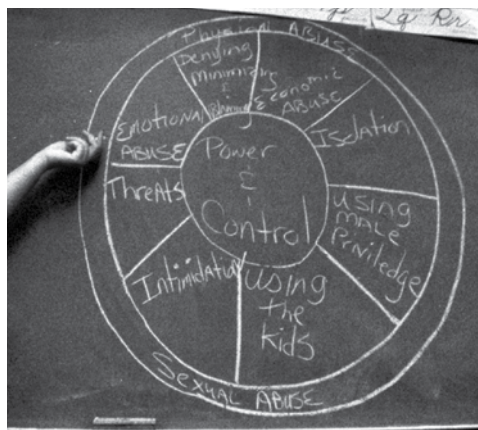 Physical ABUSE
Denying
minimizing
&
Blaming
Economic
ABUSE
Isolation
USING
male
Priviledge
USING
the
kids
Intimidation
Threats
EMOTIONAL
ABUSE
Power
&
Control
Sexual ABUSE